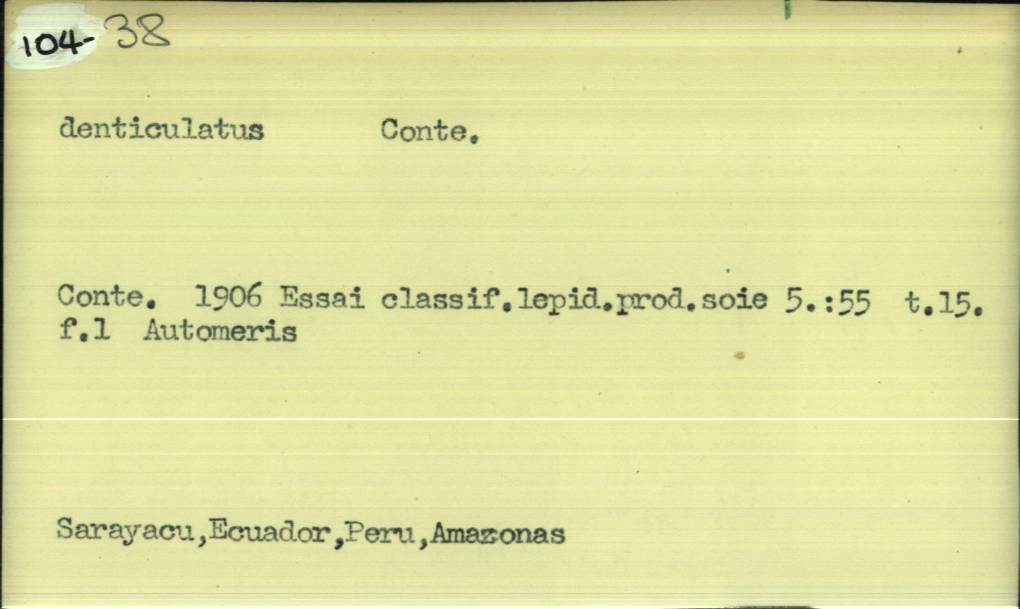 104-38
denticulatus Conte.
Conte. 1906 Essai classif.lepid.prod.soie 5.:55 t.15.
f.1 Automeris
Sarayacu,Ecuador,Peru,Amazonas